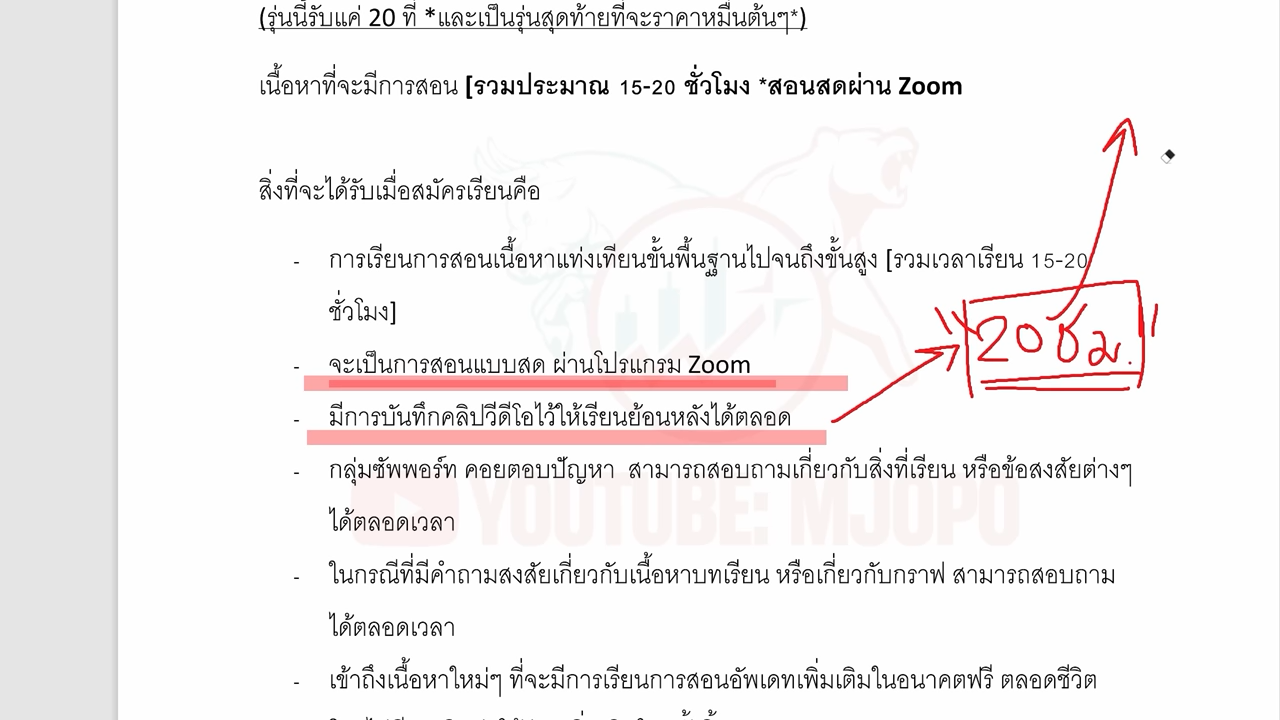 (รุ่นนี้รับแค่ 20 ที่ *และเป็นรุ่นสุดท้ายที่จะราคาหมื่นต้นๆ*)
เนื้อหาที่จะมีการสอน [รวมประมาณ 15-20 ชั่วโมง *สอนสดผ่าน Zoom
สิ่งที่จะได้รับเมื่อสมัครเรียนคือ
- การเรียนการสอนเนื้อหาแท่งเทียนขั้นพื้นฐานไปจนถึงขั้นสูง [รวมเวลาเรียน 15-20
ชั่วโมง]
20 ชม.
- จะเป็นการสอนแบบสด ผ่านโปรแกรม Zoom
- มีการบันทึกคลิปวีดีโอไว้ให้เรียนย้อนหลังได้ตลอด
- กลุ่มซัพพอร์ท คอยตอบปัญหา สามารถสอบถามเกี่ยวกับสิ่งที่เรียน หรือข้อสงสัยต่างๆ
ได้ตลอดเวลา
YOUTUBE: MJOPO
- ในกรณีที่มีคำถามสงสัยเกี่ยวกับเนื้อหาบทเรียน หรือเกี่ยวกับกราฟ สามารถสอบถาม
ได้ตลอดเวลา
- เข้าถึงเนื้อหาใหม่ๆ ที่จะมีการเรียนการสอนอัพเดทเพิ่มเติมในอนาคตฟรี ตลอดชีวิต